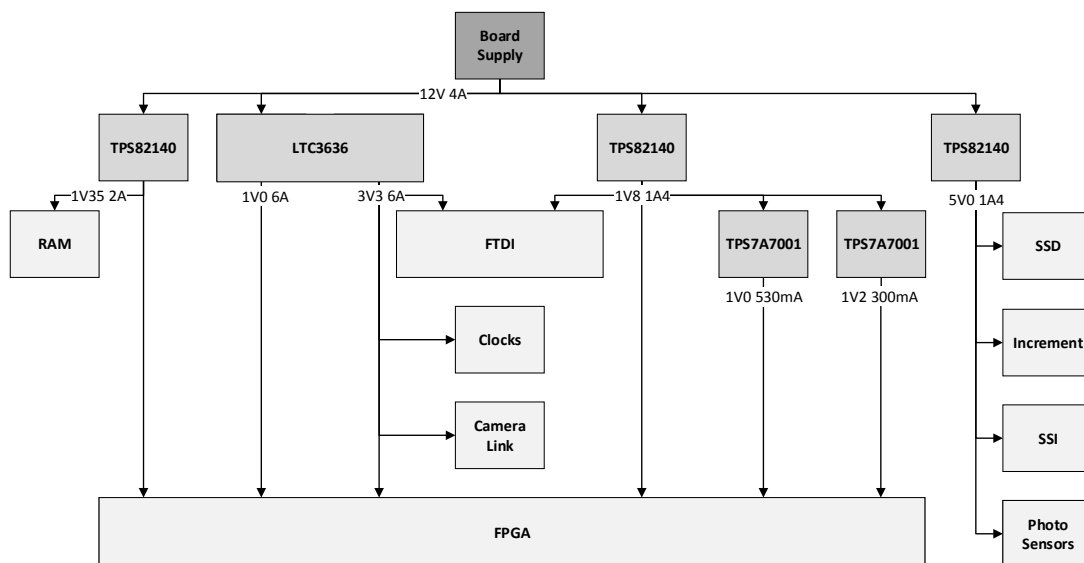 Board
Supply
12V 4A
TPS82140
LTC3636
TPS82140
TPS82140
1V35 2A
1V0 6A
3V3 6A
1V8 1A4
5V0 1A4
RAM
FTDI
TPS7A7001
TPS7A7001
SSD
1V0 530mA
1V2 300mA
Clocks
Increment
Camera
Link
SSI
FPGA
Photo
Sensors